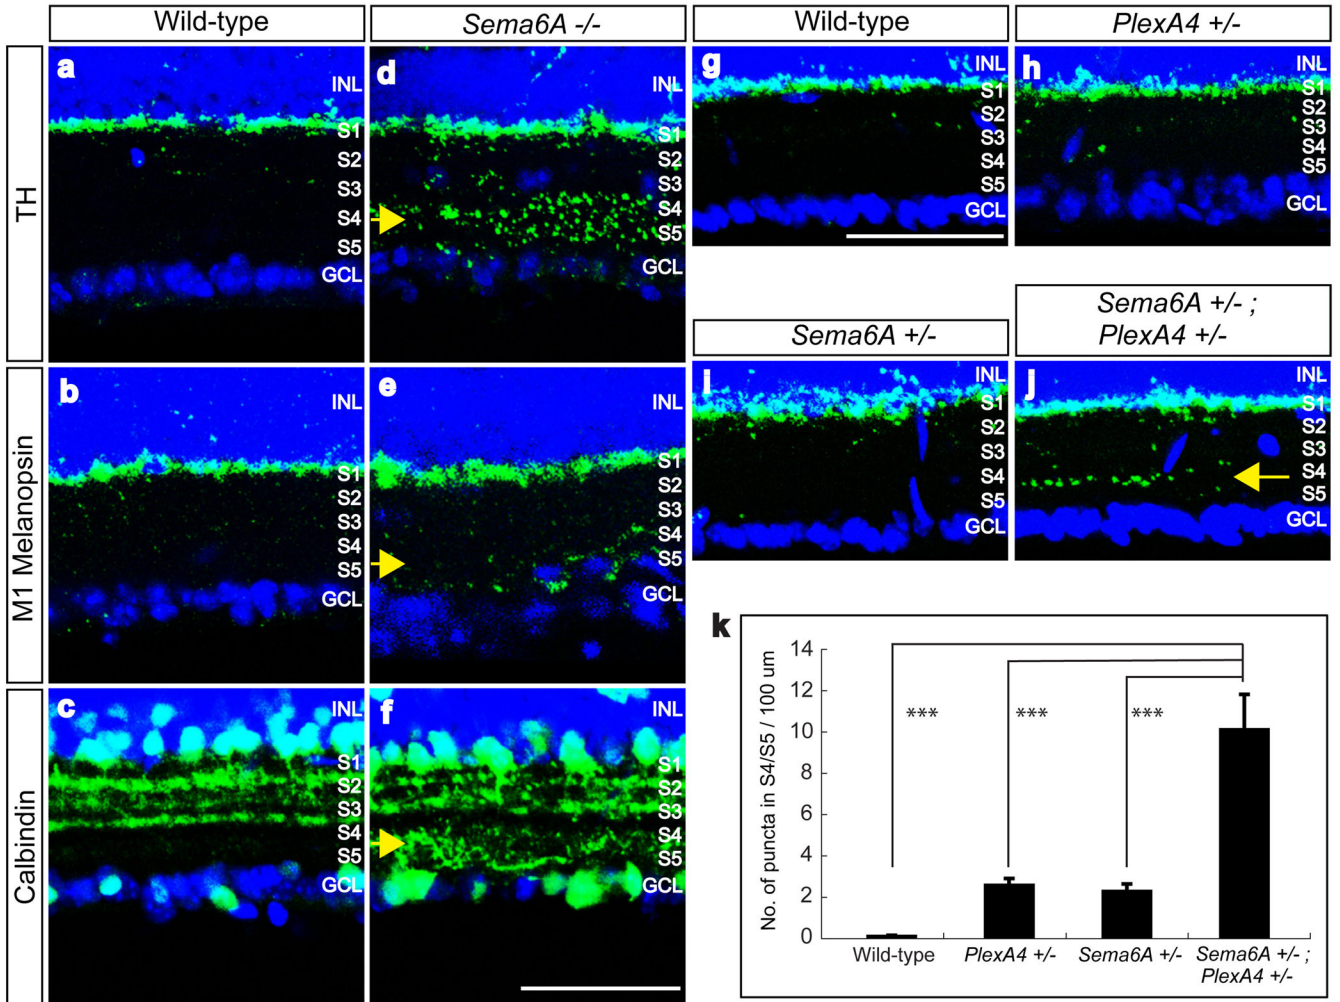 Wild-type
Sema6A -/-
Wild-type
PlexA4 +/-
TH
a
INL
S1
S2
S3
S4
S5
GCL
d
INL
S1
S2
S3
S4
S5
GCL
g
INL
S1
S2
S3
S4
S5
GCL
h
INL
S1
S2
S3
S4
S5
GCL
M1 Melanopsin
b
INL
S1
S2
S3
S4
S5
GCL
e
INL
S1
S2
S3
S4
S5
GCL
Sema6A +/-
Sema6A +/- ;
PlexA4 +/-
i
INL
S1
S2
S3
S4
S5
GCL
j
INL
S1
S2
S3
S4
S5
GCL
Calbindin
c
INL
S1
S2
S3
S4
S5
GCL
f
INL
S1
S2
S3
S4
S5
GCL
k
No. of puncta in S4/S5 / 100 um
14
12
10
8
6
4
2
0
***
***
***
Wild-type
PlexA4 +/-
Sema6A +/-
Sema6A +/- ;
PlexA4 +/-